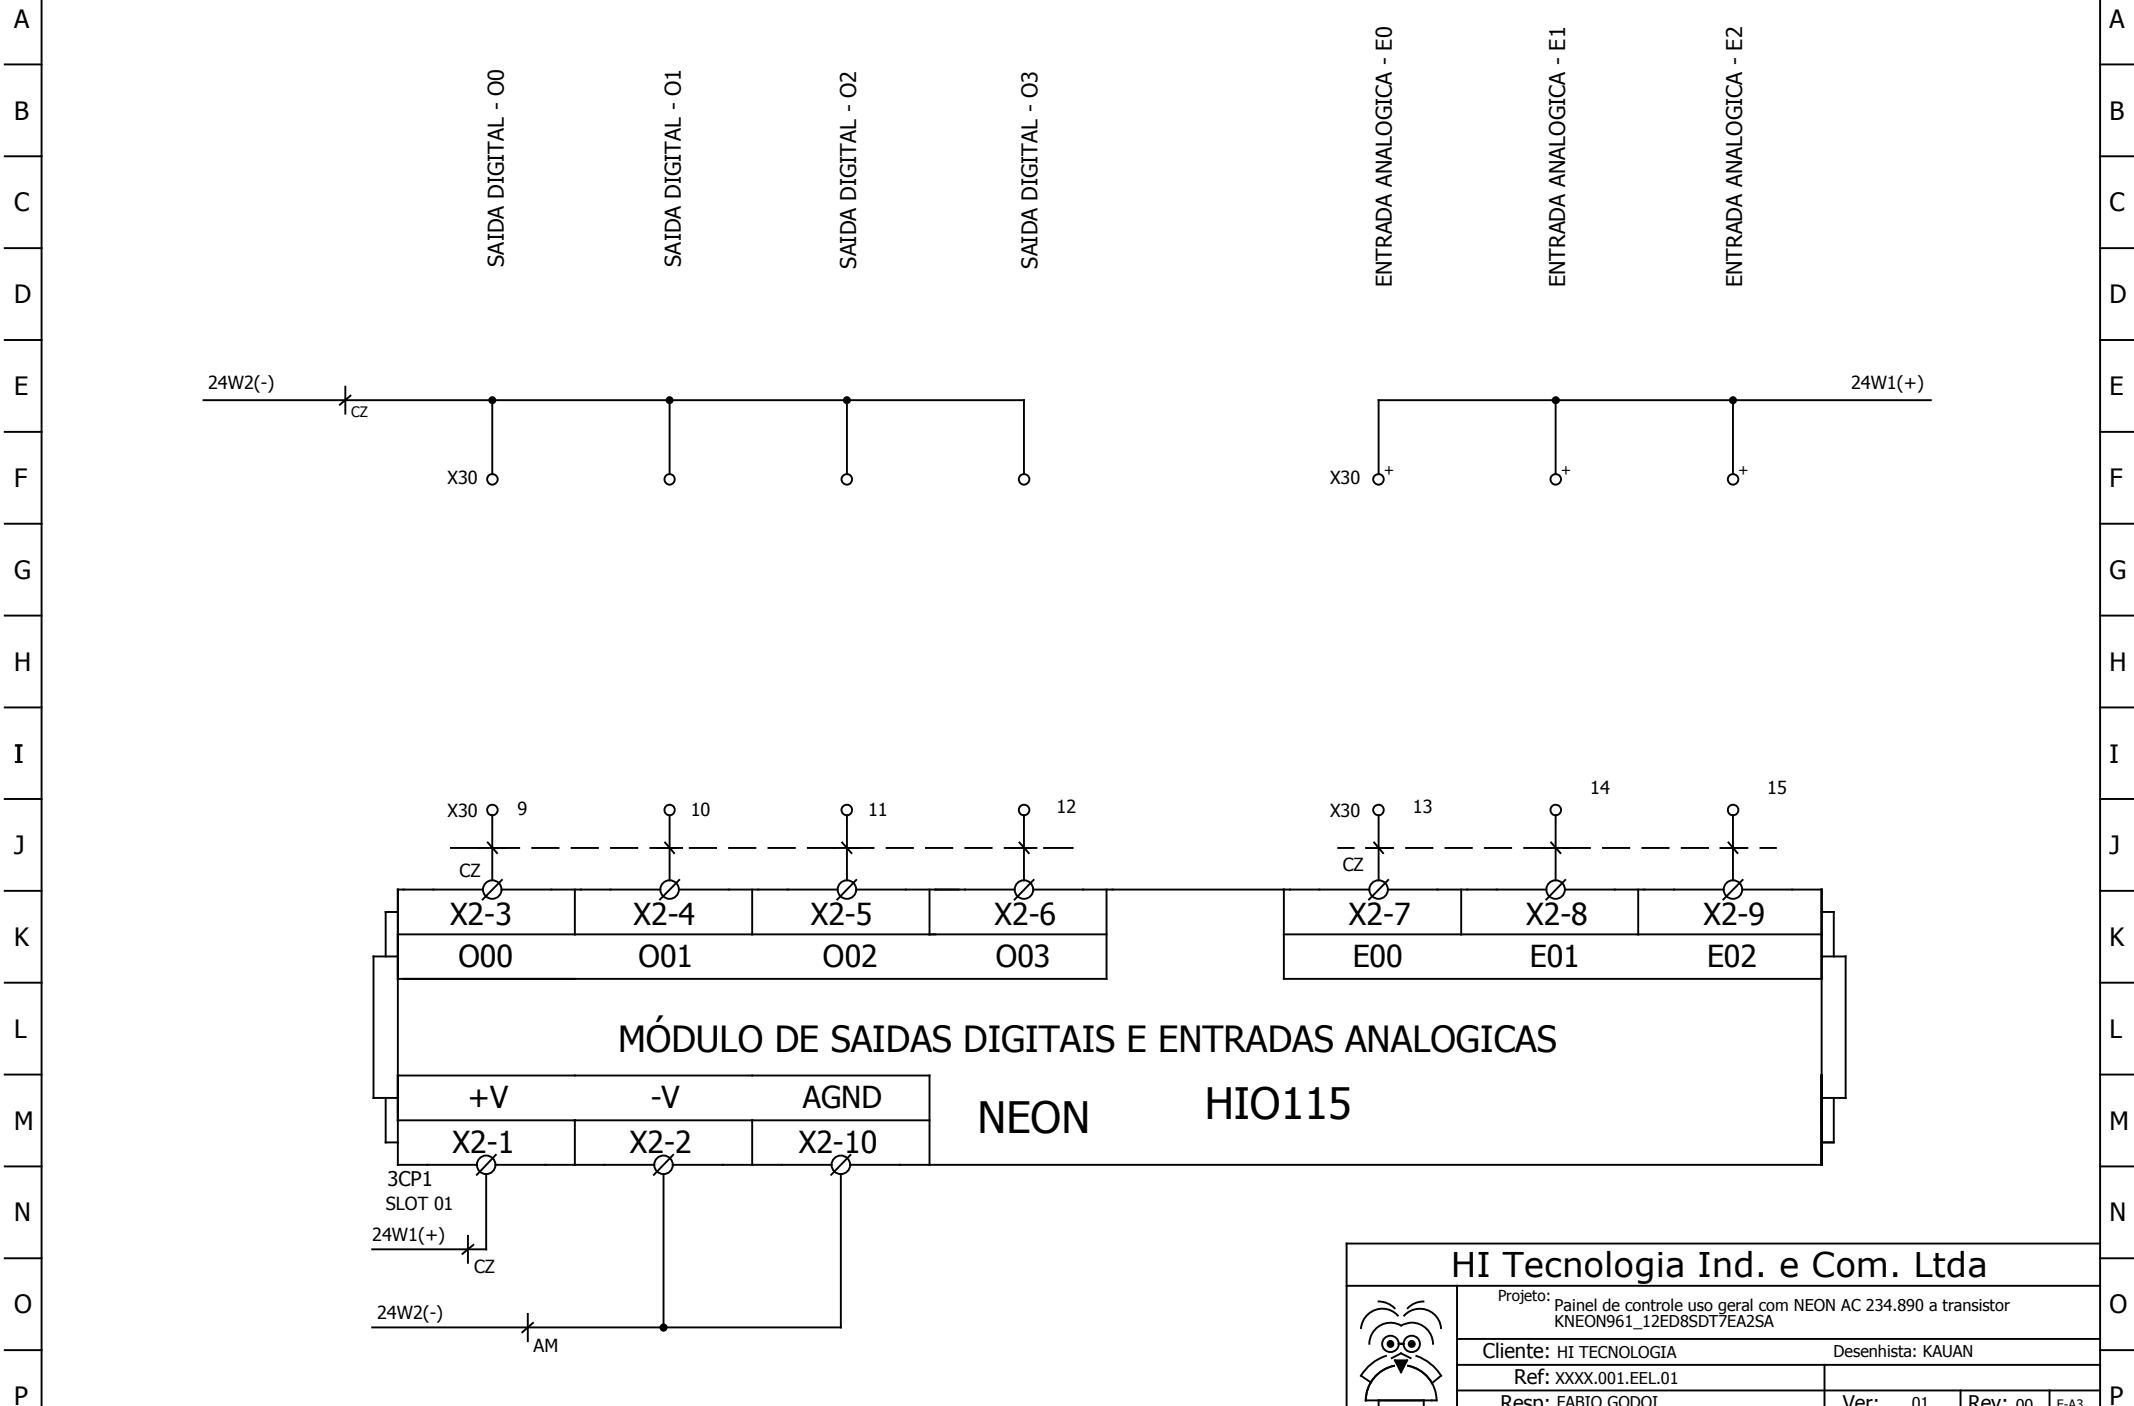 A A
SAIDA DIGITAL - O0
SAIDA DIGITAL - O1
SAIDA DIGITAL - O2
SAIDA DIGITAL - O3
ENTRADA ANALOGICA - E0
ENTRADA ANALOGICA - E1
ENTRADA ANALOGICA - E2
B B
C C
D D
24W2(-) 24W1(+)
E E
CZ
F X30 X30 + + + F
G G
H H
I I
X30 9 10 11 12 X30 13 14 15
J J
CZ CZ
X2-3 X2-4 X2-5 X2-6 X2-7 X2-8 X2-9
K K
O00 O01 O02 O03 E00 E01 E02
L MÓDULO DE SAIDAS DIGITAIS E ENTRADAS ANALOGICAS L
+V -V AGND
M NEON HIO115 M
X2-1 X2-2 X2-10
3CP1
SLOT 01
N N
24W1(+)
CZ
HI Tecnologia Ind. e Com. Ltda
O O
24W2(-)
AM
Projeto: Painel de controle uso geral com NEON AC 234.890 a transistor
KNEON961_12ED8SDT7EA2SA
Cliente: HI TECNOLOGIA Desenhista: KAUAN
Ref: XXXX.001.EEL.01
P P
Resp: FABIO GODOI Ver: 01 Rev: 00 F-A3